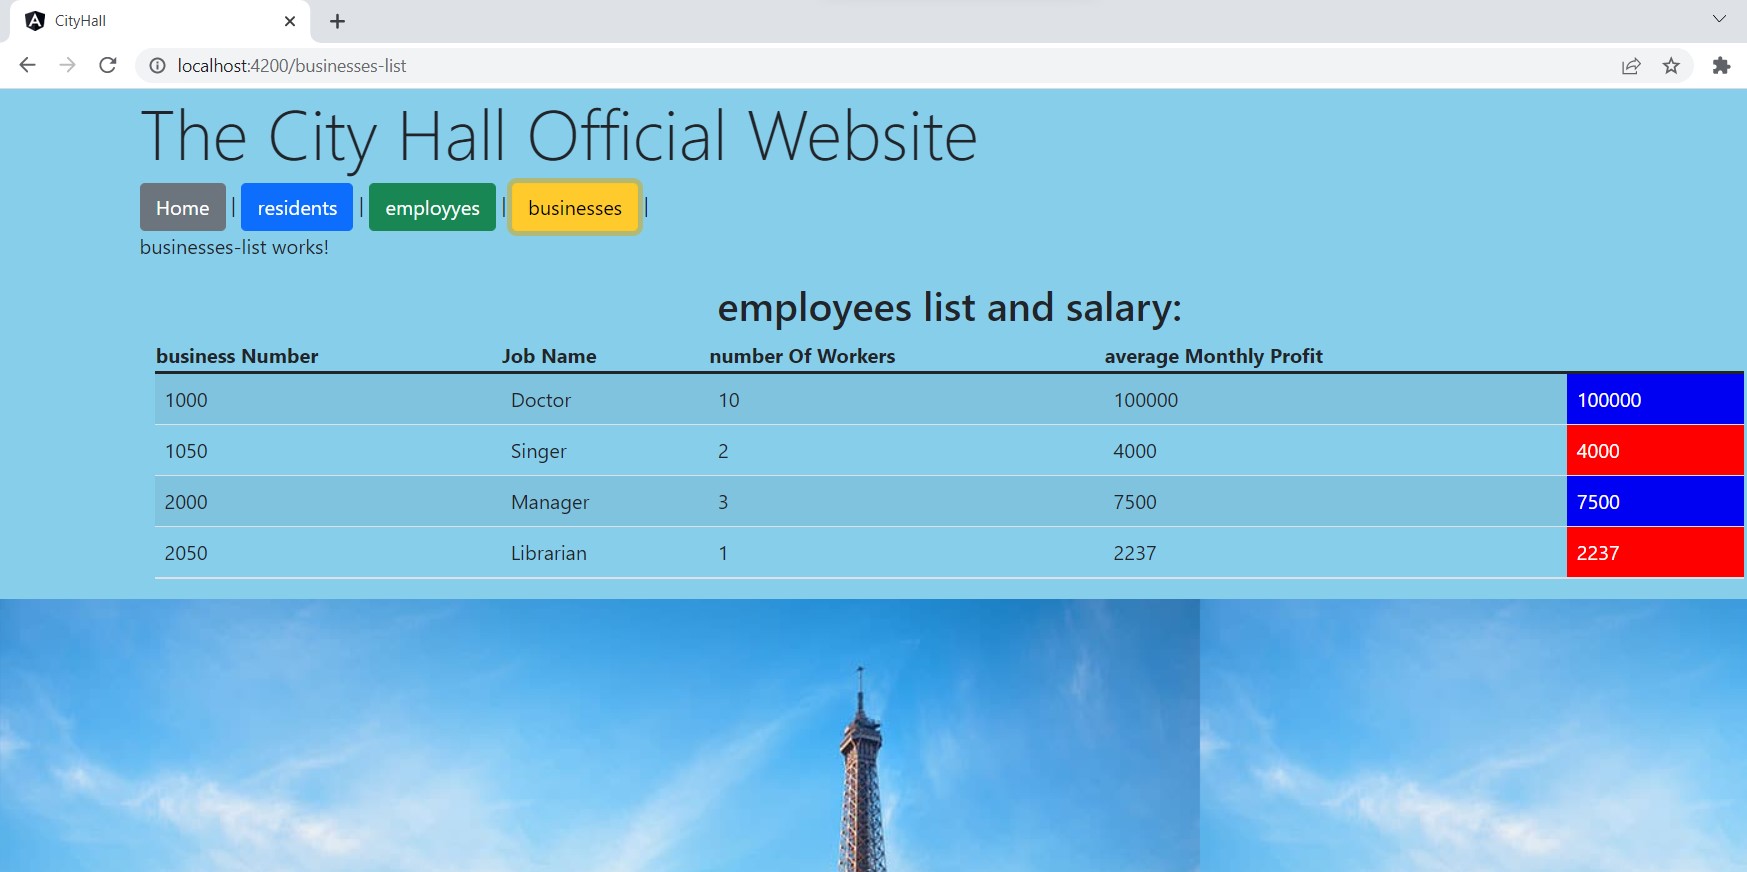 CityHall
localhost:4200/businesses-list
The City Hall Official Website
Home | residents | employyes | businesses |
businesses-list works!
employees list and salary:
business Number Job Name number Of Workers average Monthly Profit
1000 Doctor 10 100000 100000
1050 Singer 2 4000 4000
2000 Manager 3 7500 7500
2050 Librarian 1 2237 2237